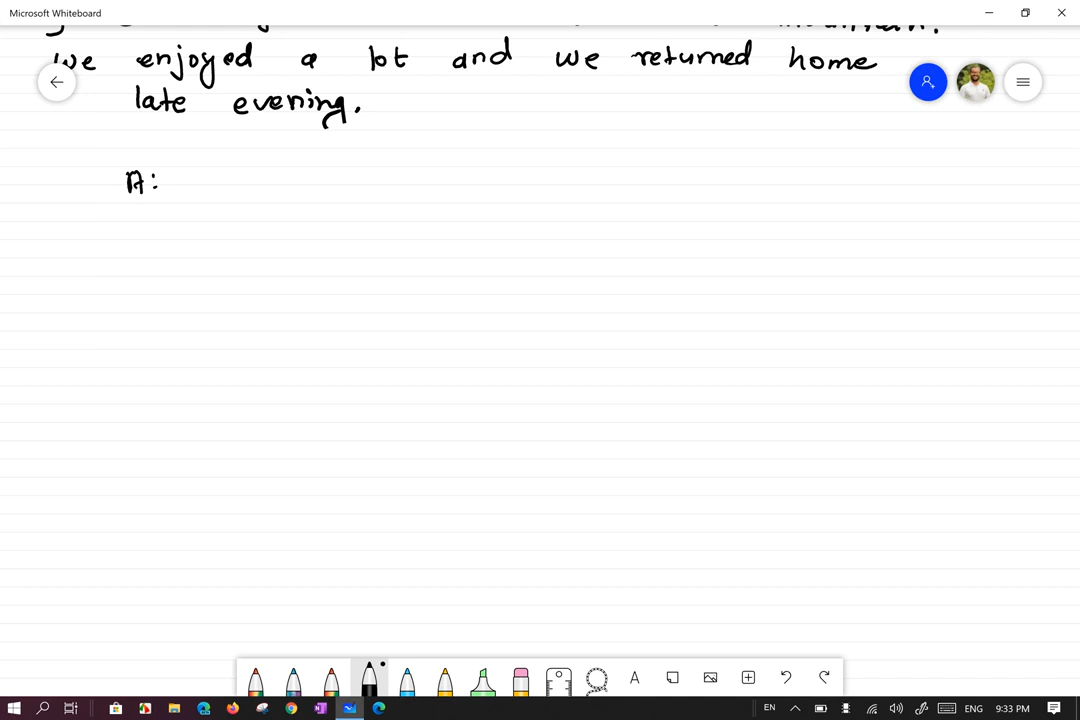 Microsoft Whiteboard
we enjoyed a lot and we returned home
late evening.
A:
A
EN
ENG
9:33 PM